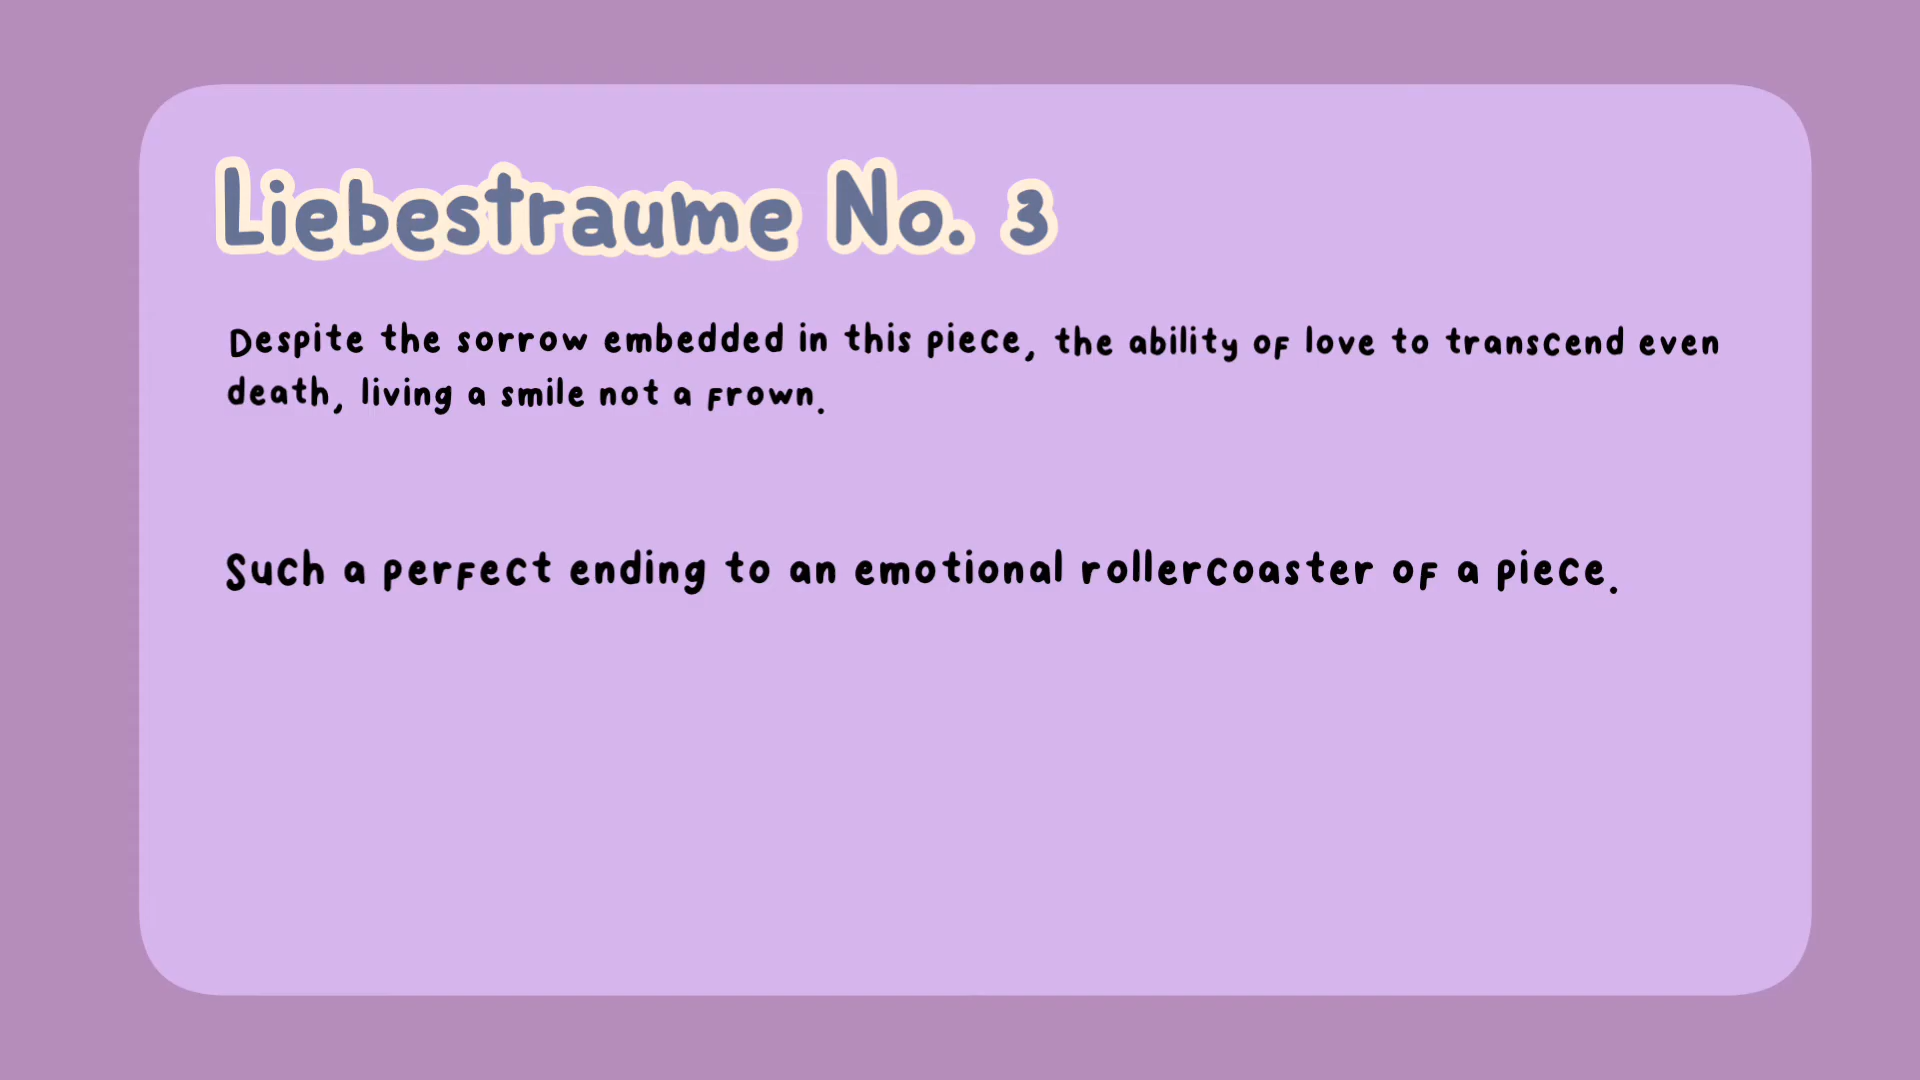 Liebestraume No. 3
Despite the sorrow embedded in this piece, the ability of love to transcend even
death, living a smile not a frown.
Such a perfect ending to an emotional rollercoaster of a piece.